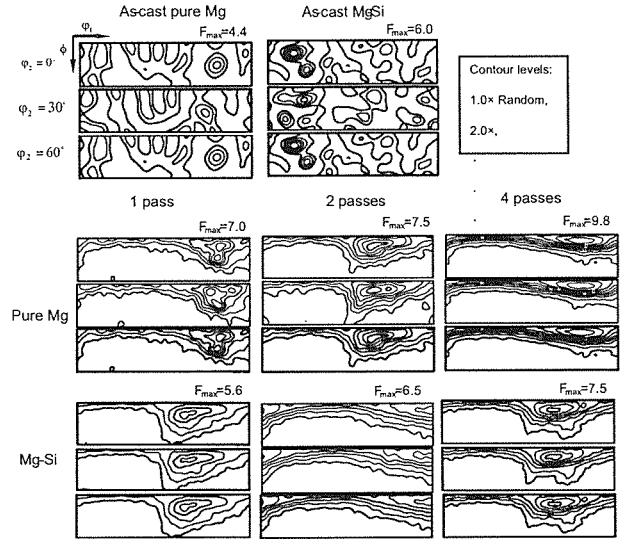 As-cast pure Mg
As-cast MgSi
φ₁
ϕ
Fmax=4.4
Fmax=6.0
φ₂ = 0°
φ₂ = 30°
φ₂ = 60°
Contour levels:
1.0× Random,
2.0×,
1 pass
2 passes
4 passes
Fmax=7.0
Fmax=7.5
Fmax=9.8
Pure Mg
Fmax=5.6
Fmax=6.5
Fmax=7.5
Mg-Si